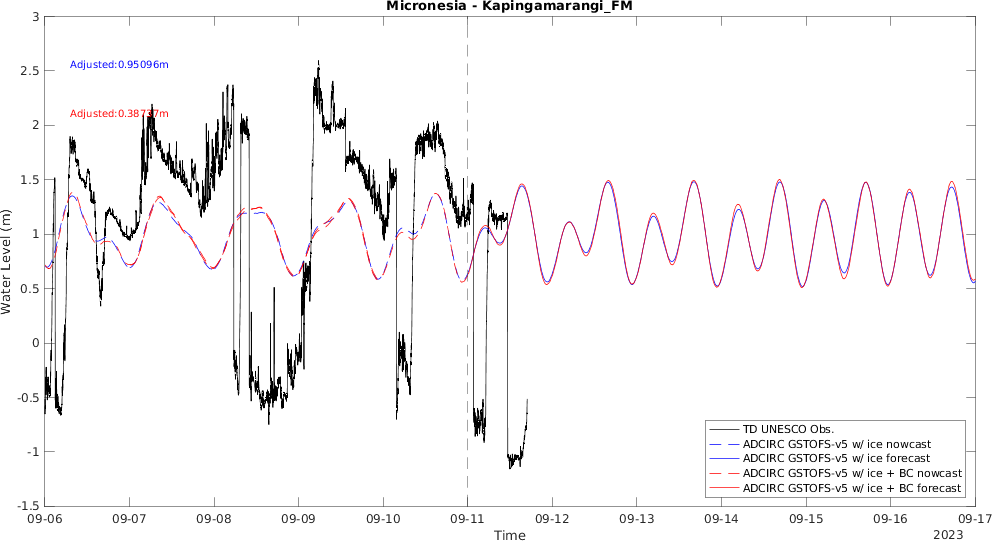 Micronesia - Kapingamarangi_FM
3
2.5
2
1.5
1
0.5
0
-0.5
-1
-1.5
Water Level (m)
Adjusted:0.95096m
Adjusted:0.38737m
TD UNESCO Obs.
ADCIRC GSTOFS-v5 w/ ice nowcast
ADCIRC GSTOFS-v5 w/ ice forecast
ADCIRC GSTOFS-v5 w/ ice + BC nowcast
ADCIRC GSTOFS-v5 w/ ice + BC forecast
09-06 09-07 09-08 09-09 09-10 09-11 09-12 09-13 09-14 09-15 09-16 09-17
Time
2023